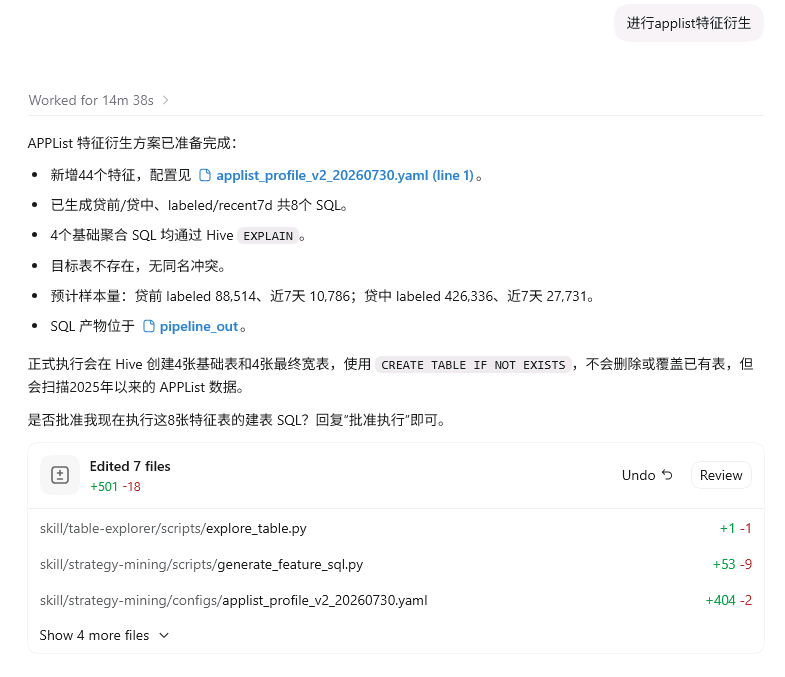 进行applist特征衍生
Worked for 14m 38s
APPList 特征衍生方案已准备完成：
新增44个特征，配置见 applist_profile_v2_20260730.yaml (line 1) 。
已生成贷前/贷中、labeled/recent7d 共8个 SQL。
4个基础聚合 SQL 均通过 Hive EXPLAIN 。
目标表不存在，无同名冲突。
预计样本量：贷前 labeled 88,514、近7天 10,786；贷中 labeled 426,336、近7天 27,731。
SQL 产物位于 pipeline_out 。
正式执行会在 Hive 创建4张基础表和4张最终宽表，使用 CREATE TABLE IF NOT EXISTS ，不会删除或覆盖已有表，但
会扫描2025年以来的 APPList 数据。
是否批准我现在执行这8张特征表的建表 SQL？回复“批准执行”即可。
Edited 7 files
+501 -18
Undo
Review
skill/table-explorer/scripts/explore_table.py +1 -1
skill/strategy-mining/scripts/generate_feature_sql.py +53 -9
skill/strategy-mining/configs/applist_profile_v2_20260730.yaml +404 -2
Show 4 more files